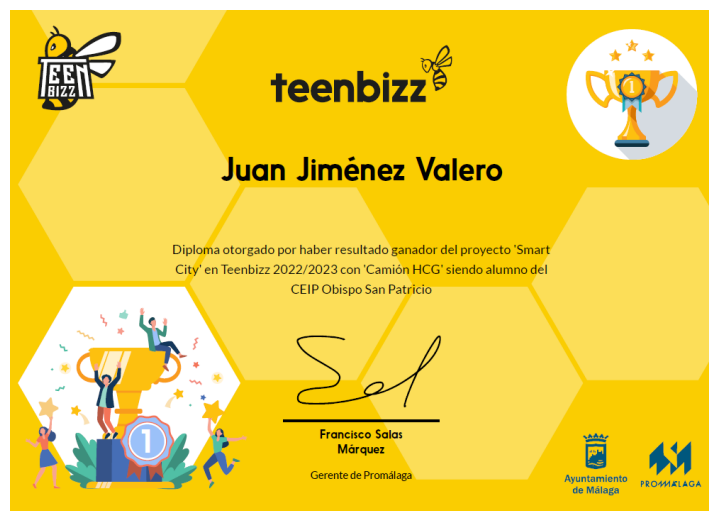 TEEN
BIZZ
teenbizz
1
Juan Jiménez Valero
Diploma otorgado por haber resultado ganador del proyecto 'Smart
City' en Teenbizz 2022/2023 con 'Camión HCG' siendo alumno del
CEIP Obispo San Patricio
1
Francisco Salas
Márquez
Gerente de Promálaga
Ayuntamiento
de Málaga
PROMÁLAGA